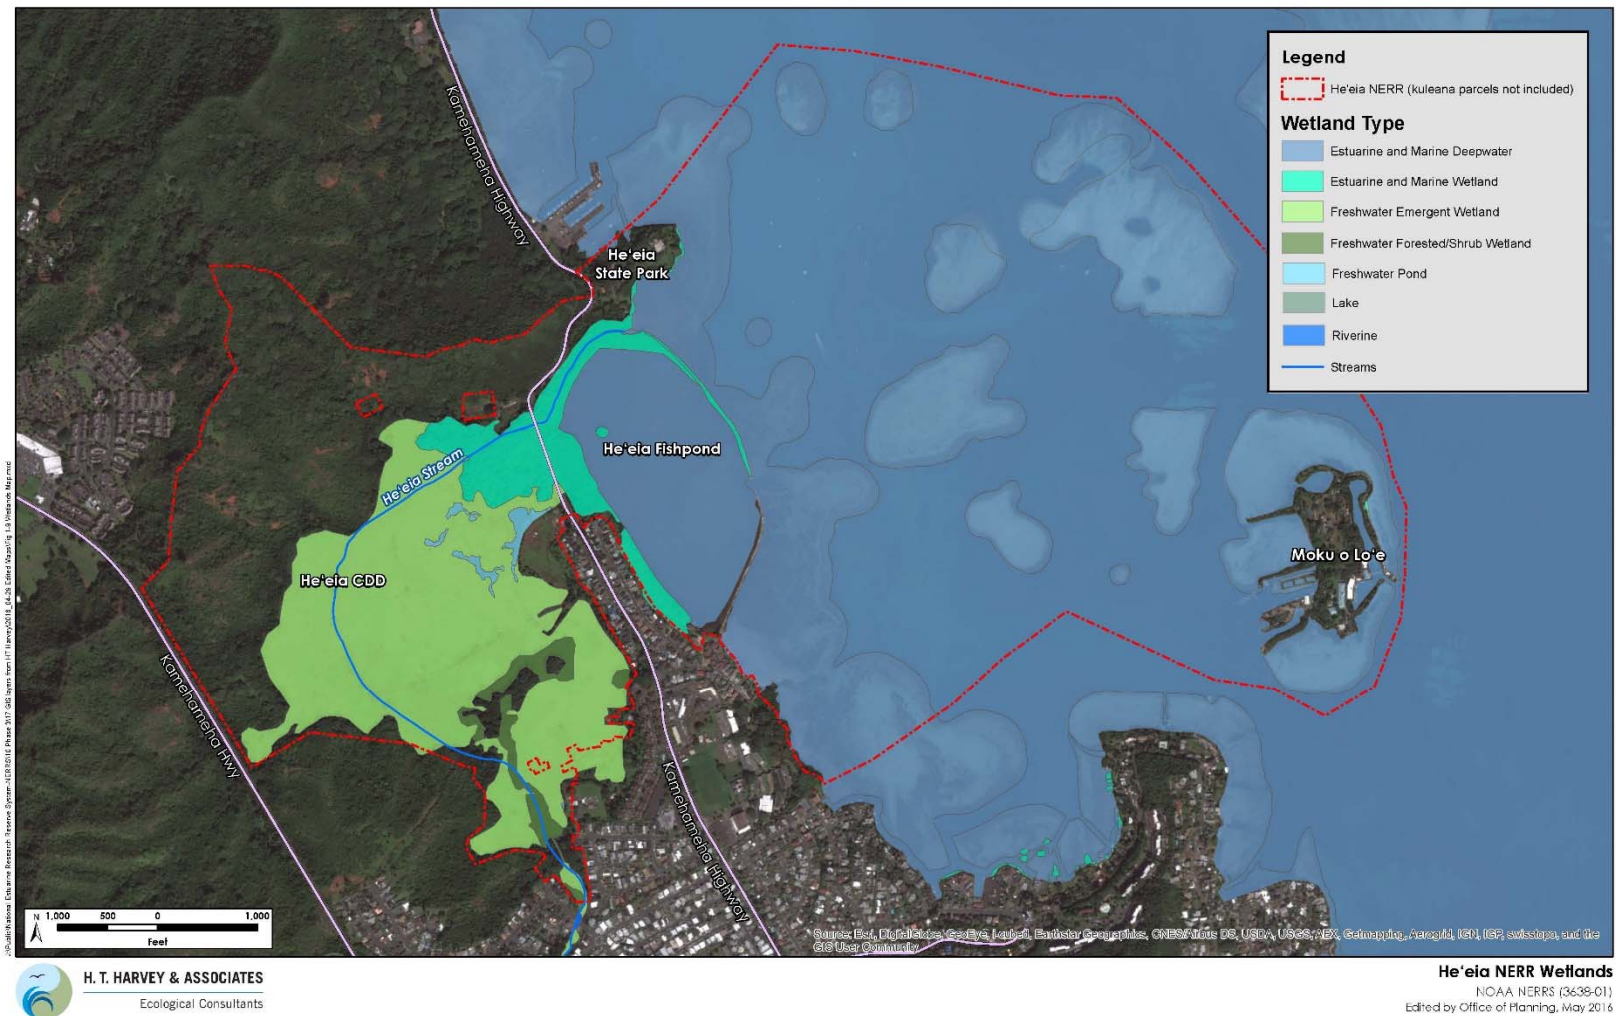 Legend
He'eia NERR (kuleana parcels not included)
Wetland Type
Estuarine and Marine Deepwater
Estuarine and Marine Wetland
Freshwater Emergent Wetland
Freshwater Forested/Shrub Wetland
Freshwater Pond
Lake
Riverine
Streams
Kamehameha Highway
He'eia
State Park
He'eia Fishpond
He'eia Stream
He'eia CDD
Moku o Lo'e
Kamehameha Hwy
Kamehameha Highway
N 1,000 500 0 1,000
Feet
Source: Esri, DigitalGlobe, GeoEye, i-cubed, Earthstar Geographics, CNES/Airbus DS, USDA, USGS, AEX, Getmapping, Aerogrid, IGN, IGP, swisstopo, and the
GIS User Community
H. T. HARVEY & ASSOCIATES
Ecological Consultants
He'eia NERR Wetlands
NOAA NERRS (3638-01)
Edited by Office of Planning, May 2016